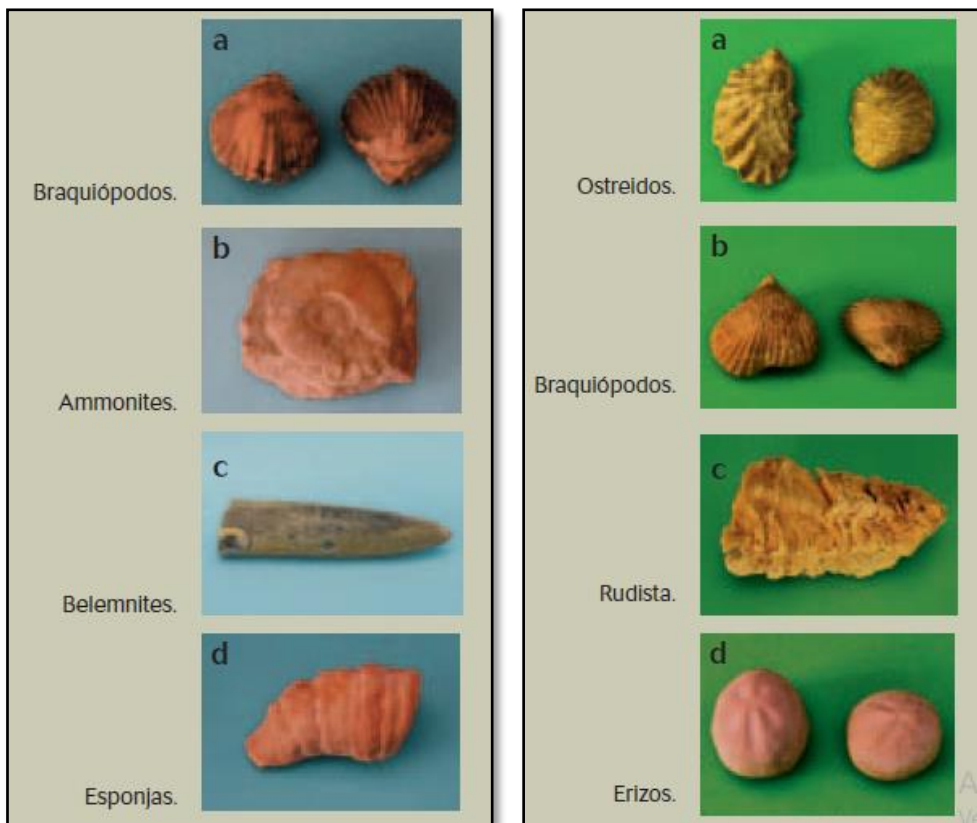 a
Braquiópodos.
b
Ammonites.
c
Belemnites.
d
Esponjas.
a
Ostreidos.
b
Braquiópodos.
c
Rudista.
d
Erizos.